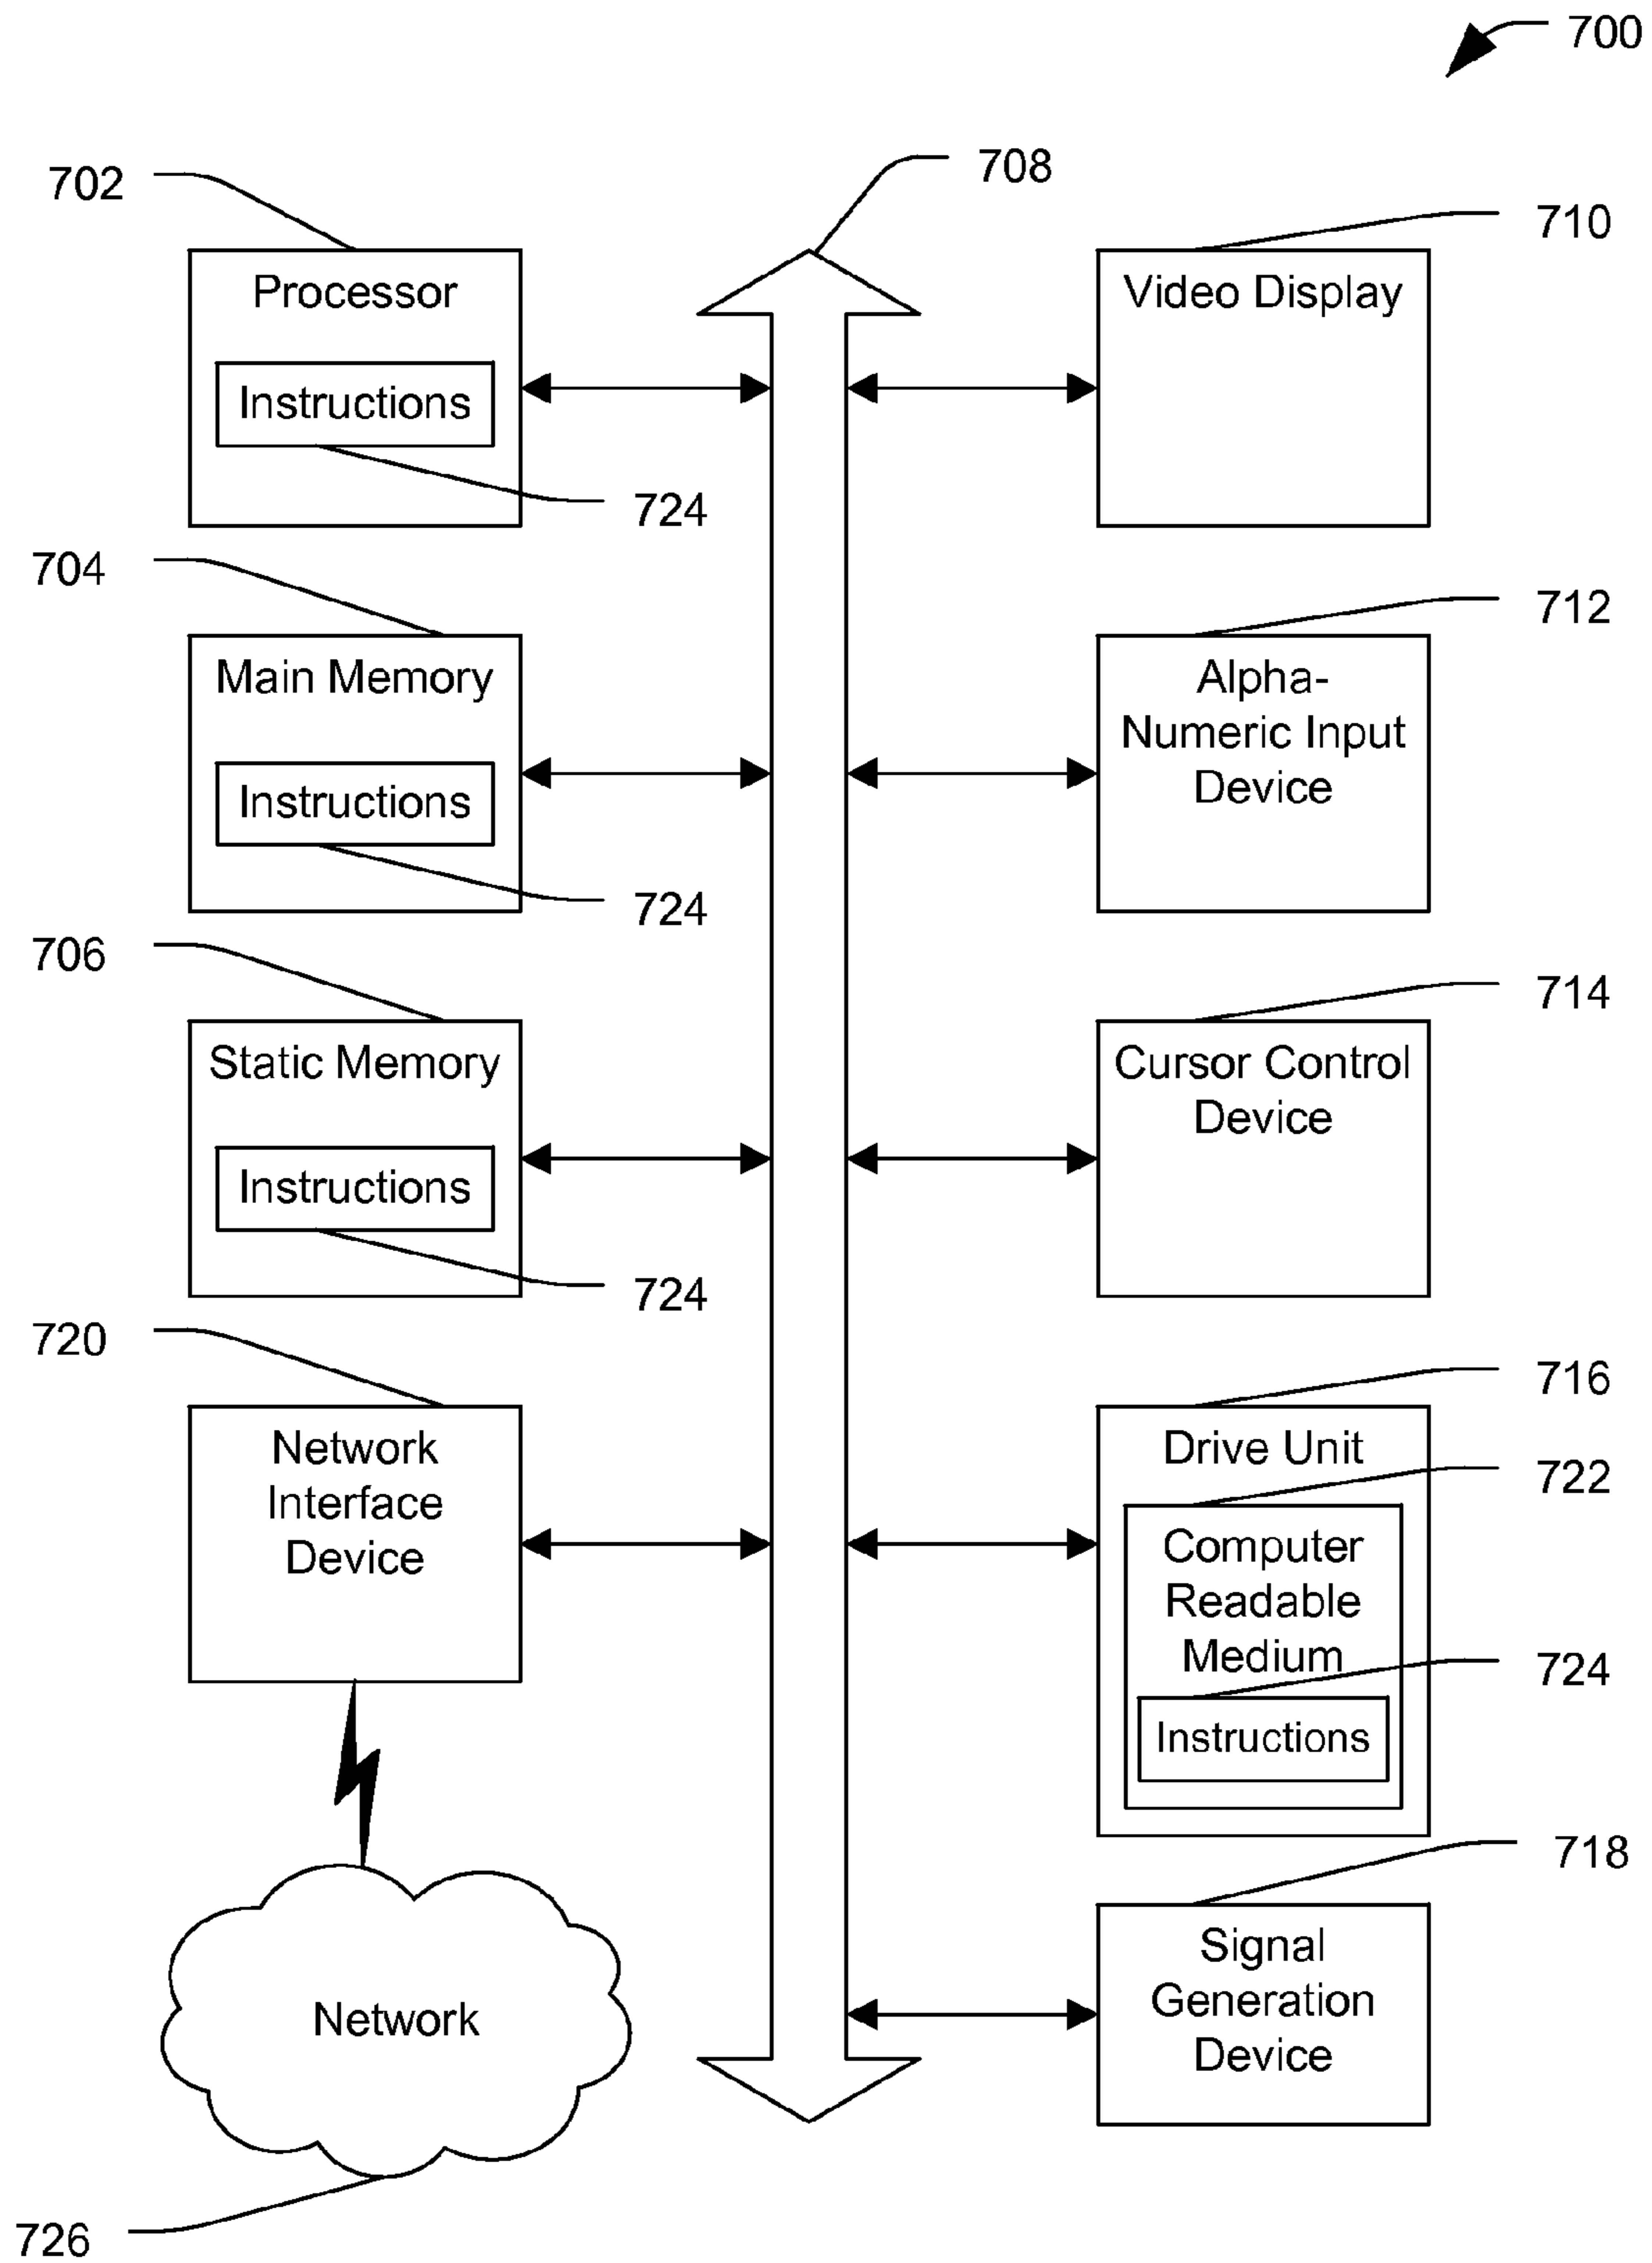 700
708
702
710
Processor
Video Display
Instructions
724
704
712
Main Memory
Alpha-
Numeric Input
Device
Instructions
724
706
714
Static Memory
Cursor Control
Device
Instructions
724
720
716
Network
Interface
Device
Drive Unit
722
Computer
Readable
Medium
724
Instructions
718
Network
Signal
Generation
Device
726